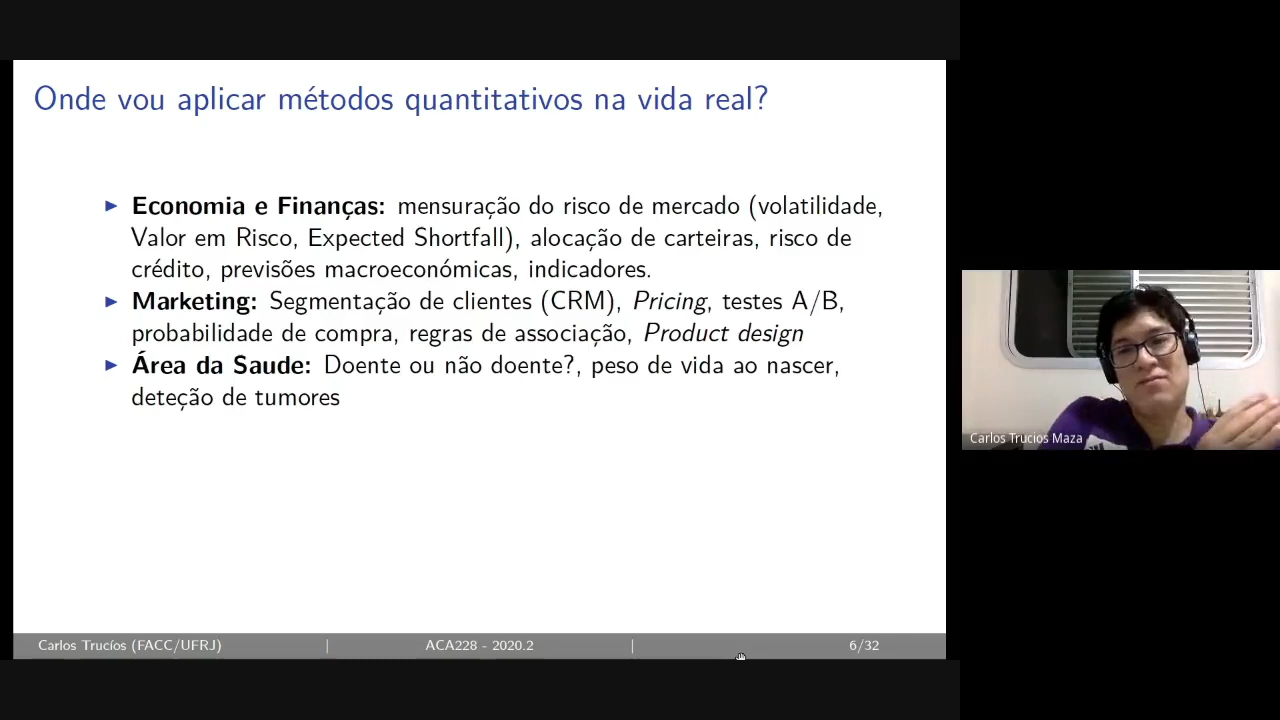 Onde vou aplicar métodos quantitativos na vida real?
▶ Economia e Finanças: mensuração do risco de mercado (volatilidade,
Valor em Risco, Expected Shortfall), alocação de carteiras, risco de
crédito, previsões macroeconómicas, indicadores.
▶ Marketing: Segmentação de clientes (CRM), Pricing, testes A/B,
probabilidade de compra, regras de associação, Product design
▶ Área da Saude: Doente ou não doente?, peso de vida ao nascer,
deteção de tumores
Carlos Trucíos (FACC/UFRJ) | ACA228 - 2020.2 | 6/32
Carlos Trucios Maza